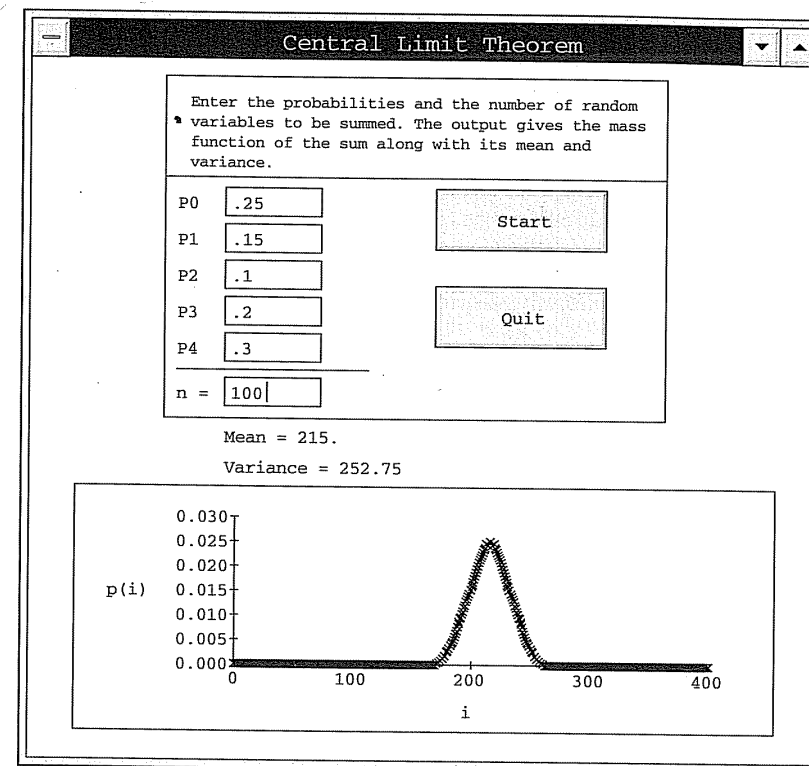 Central Limit Theorem
Enter the probabilities and the number of random
variables to be summed. The output gives the mass
function of the sum along with its mean and
variance.
P0 .25
Start
P1 .15
P2 .1
P3 .2
Quit
P4 .3
n = 100
Mean = 215.
Variance = 252.75
0.030
0.025
0.020
p(i) 0.015
0.010
0.005
0.000
0 100 200 300 400
i